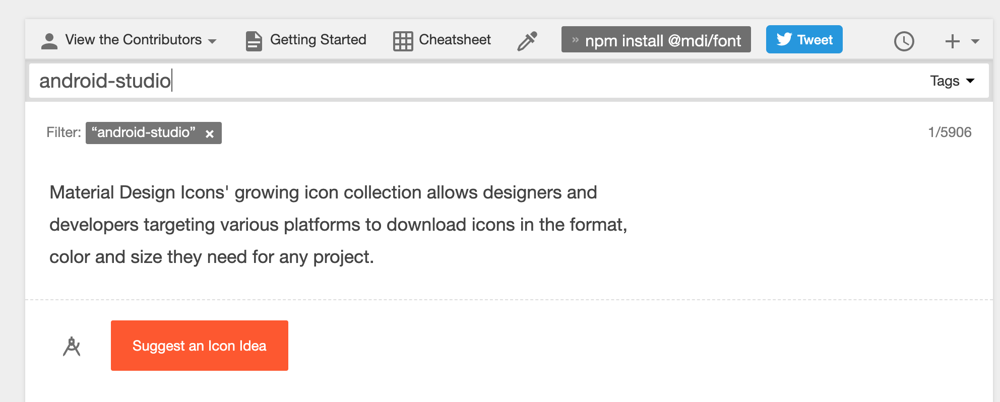 View the Contributors
Getting Started
Cheatsheet
» npm install @mdi/font
Tweet
android-studio
Tags
Filter: “android-studio” ×
1/5906
Material Design Icons' growing icon collection allows designers and
developers targeting various platforms to download icons in the format,
color and size they need for any project.
Suggest an Icon Idea